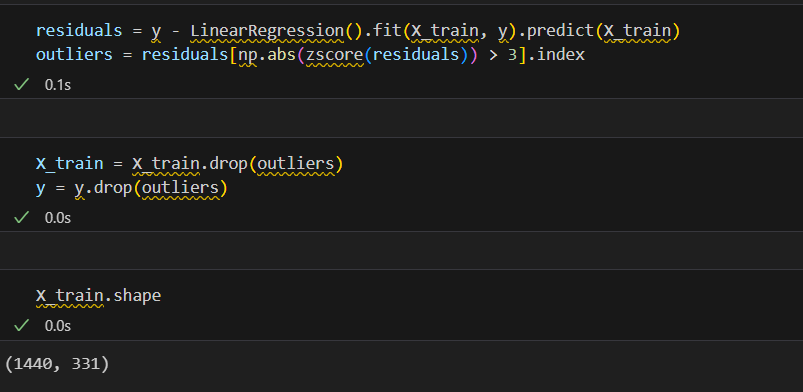 residuals = y - LinearRegression().fit(X_train, y).predict(X_train)
outliers = residuals[np.abs(zscore(residuals)) > 3].index
✓ 0.1s
X_train = X_train.drop(outliers)
y = y.drop(outliers)
✓ 0.0s
X_train.shape
✓ 0.0s
(1440, 331)